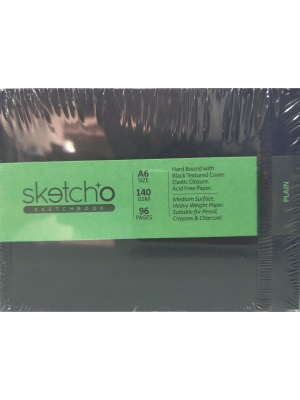 sketch'o
SKETCHBOOK
A6
SIZE
140
GSM
96
PAGES
Hard Bound with
Black Textured Cover.
Elastic Closure.
Acid Free Paper.
Medium Surface,
Heavy Weight Paper.
Suitable for Pencil,
Crayons & Charcoal
PLAIN